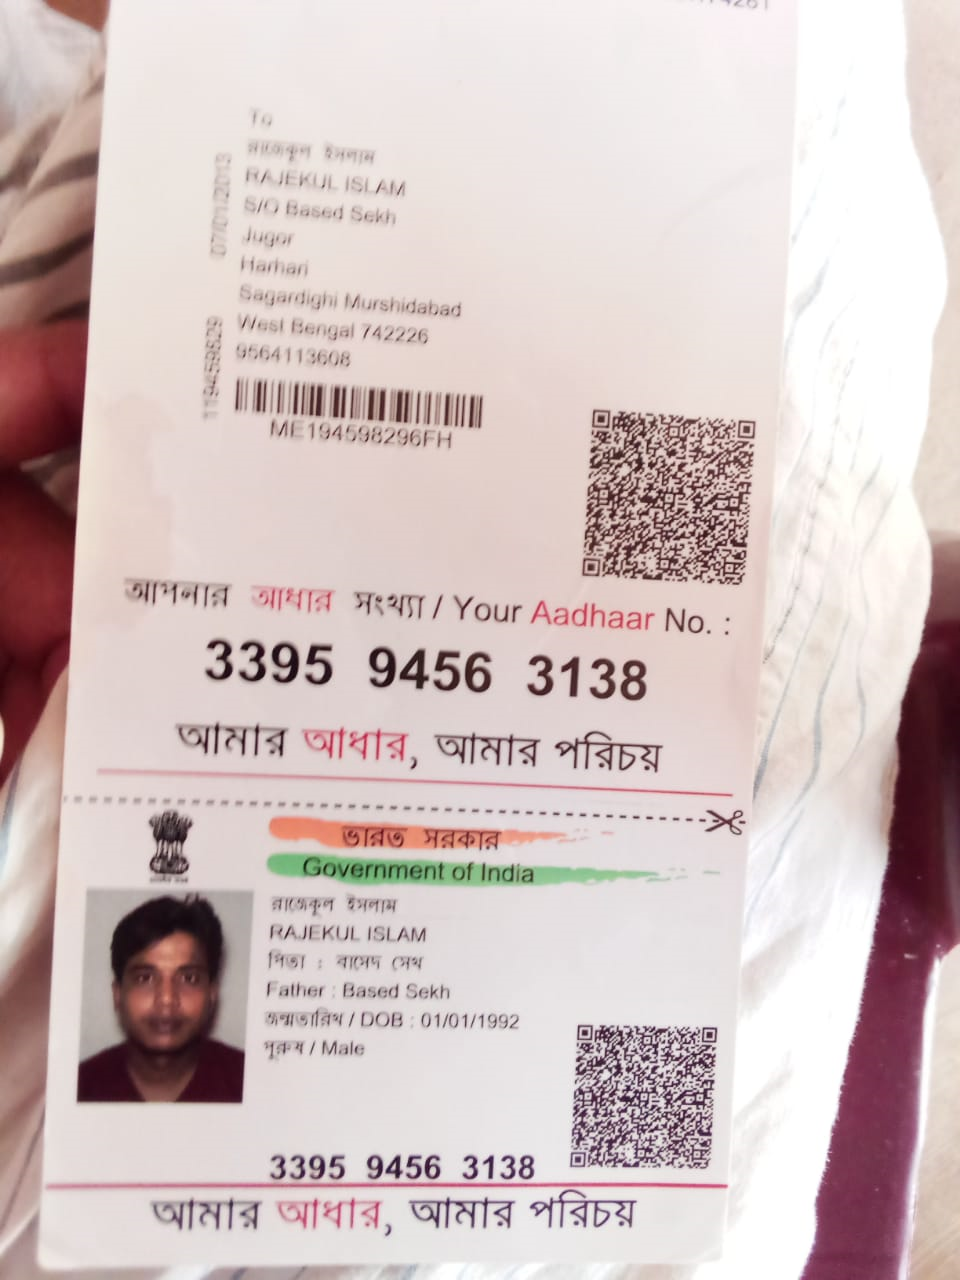 To
রাজেকুল ইসলাম
RAJEKUL ISLAM
S/O Based Sekh
Jugor
Harhari
Sagardighi Murshidabad
West Bengal 742226
9564113608
07/01/2013
ME194598296FH
আপনার আধার সংখ্যা / Your Aadhaar No. :
3395 9456 3138
আমার আধার, আমার পরিচয়
ভারত সরকার
Government of India
রাজেকুল ইসলাম
RAJEKUL ISLAM
পিতা : বাসেদ সেখ
Father : Based Sekh
জন্মতারিখ / DOB : 01/01/1992
পুরুষ / Male
3395 9456 3138
আমার আধার, আমার পরিচয়